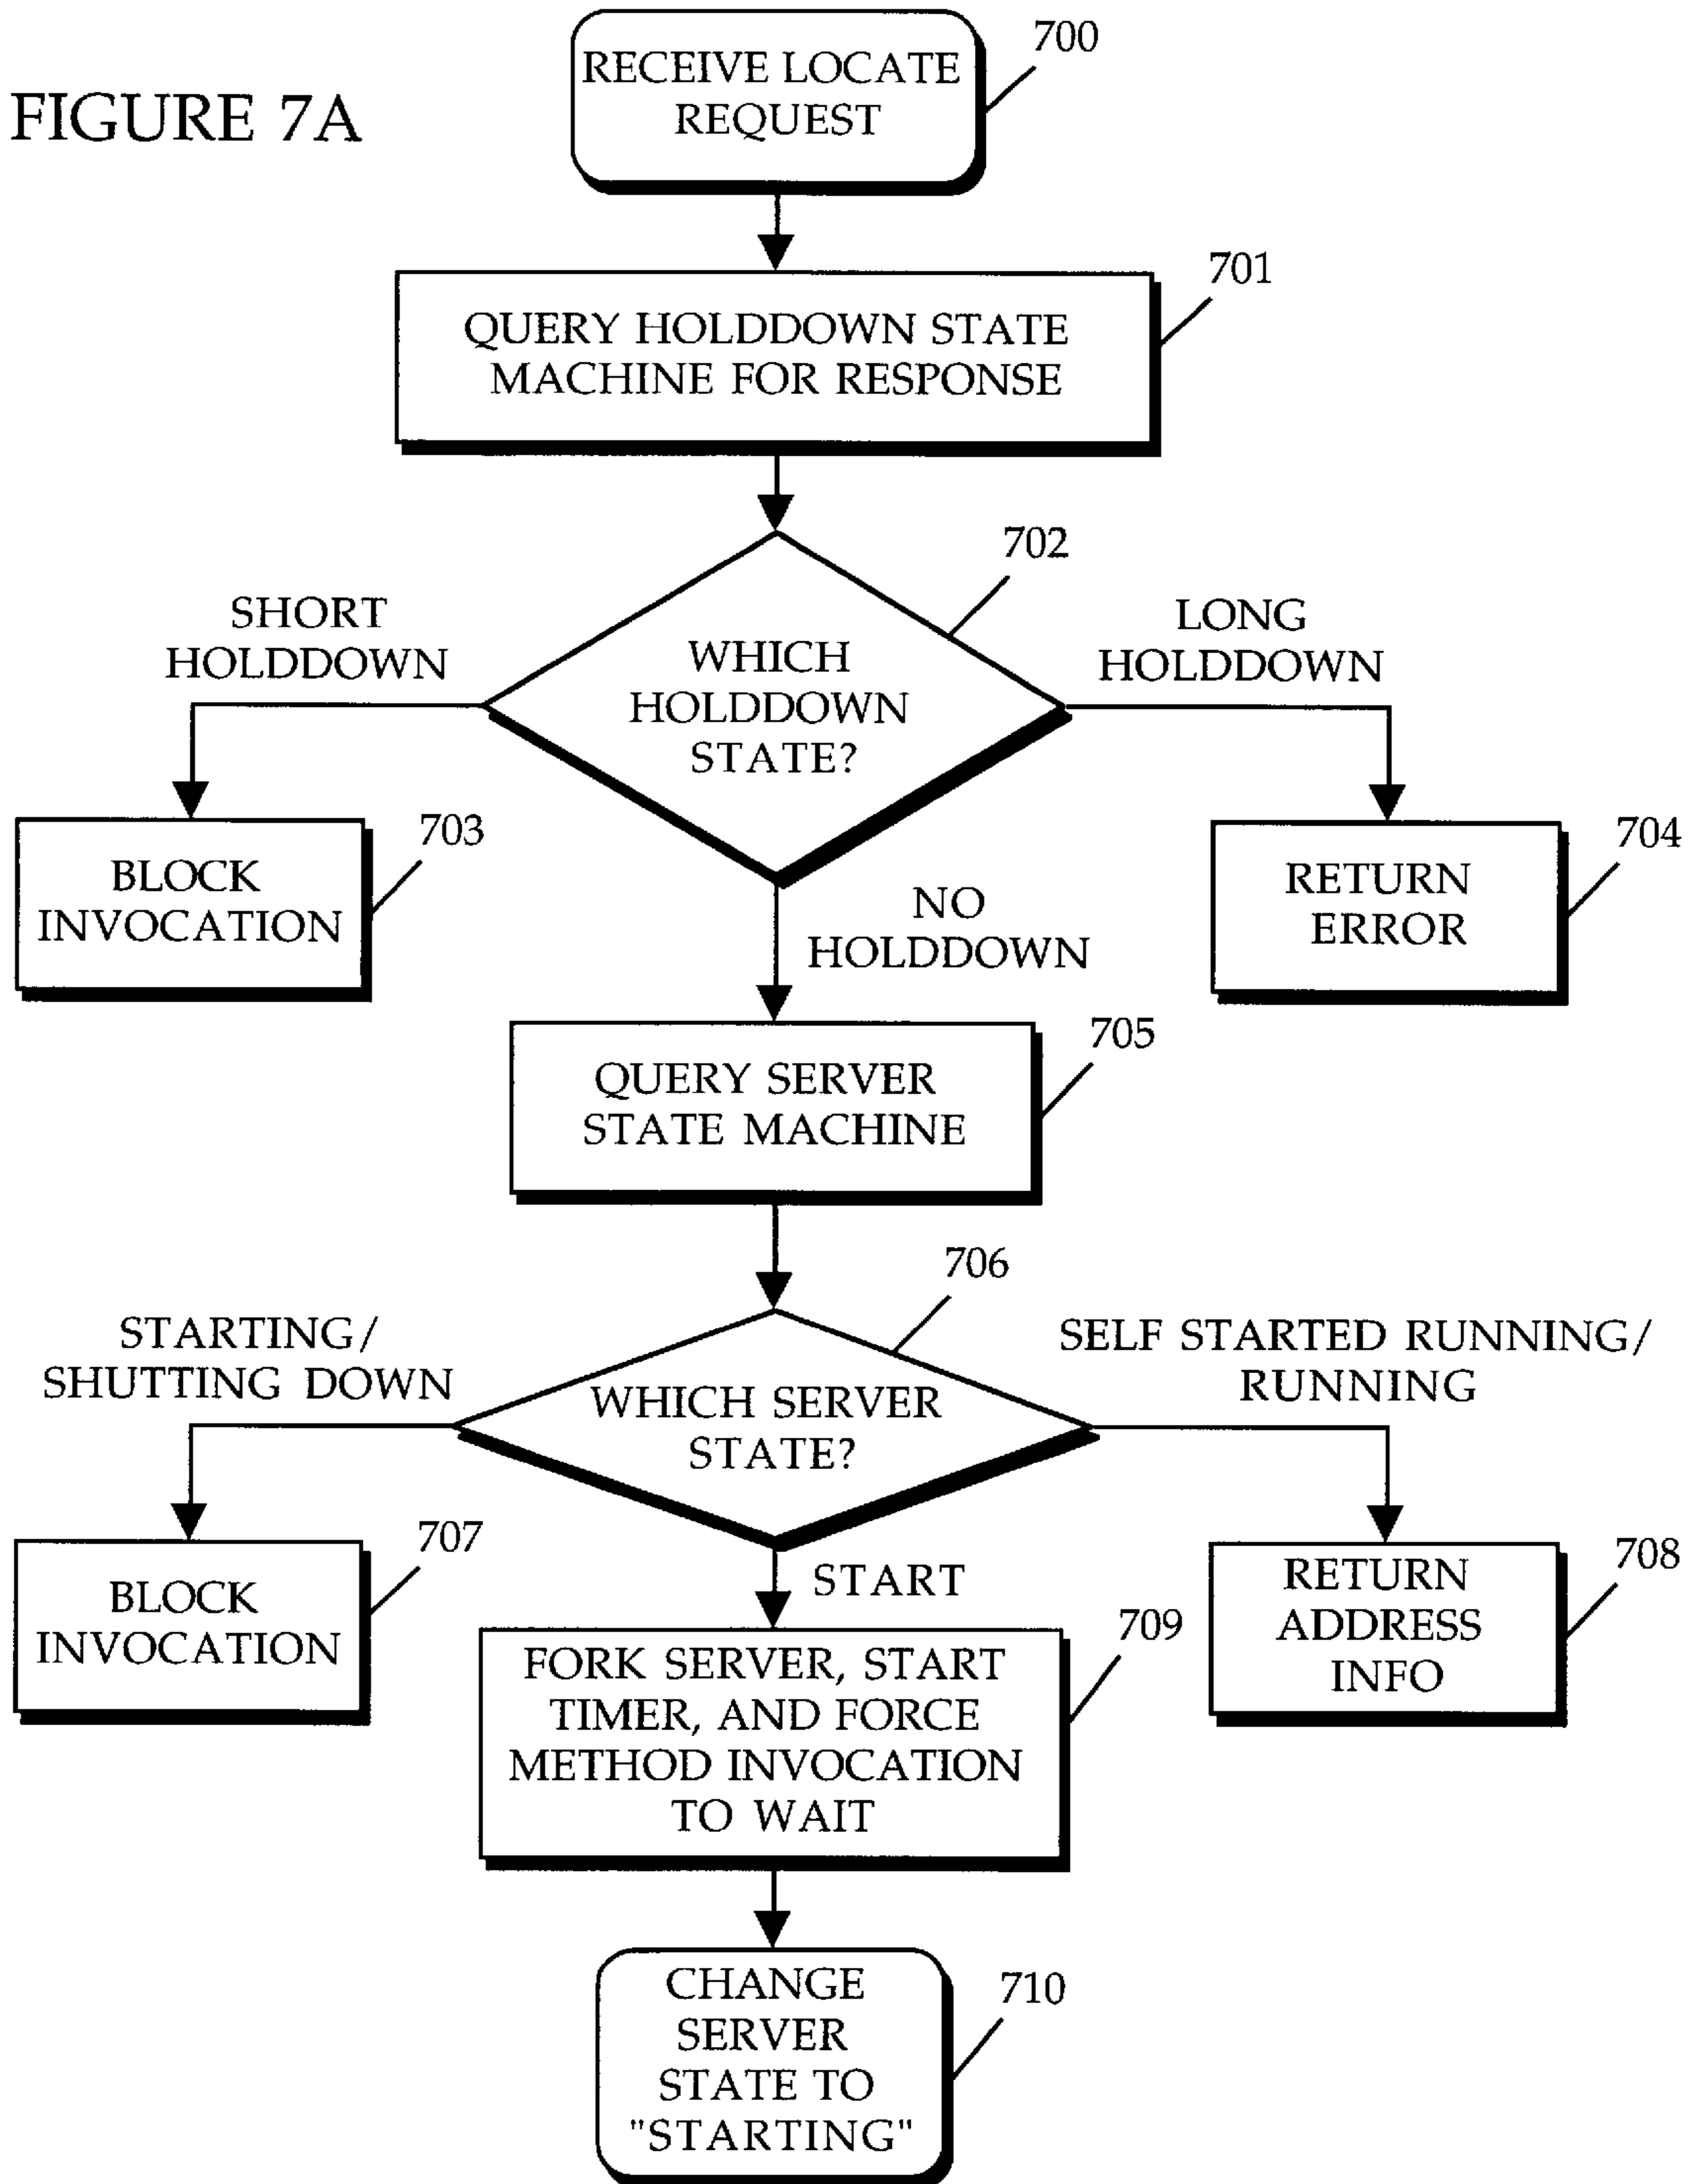 FIGURE 7A
RECEIVE LOCATE
REQUEST
700
QUERY HOLDDOWN STATE
MACHINE FOR RESPONSE
701
702
WHICH
HOLDDOWN
STATE?
SHORT
HOLDDOWN
LONG
HOLDDOWN
BLOCK
INVOCATION
703
RETURN
ERROR
704
NO
HOLDDOWN
QUERY SERVER
STATE MACHINE
705
706
WHICH SERVER
STATE?
STARTING/
SHUTTING DOWN
SELF STARTED RUNNING/
RUNNING
BLOCK
INVOCATION
707
RETURN
ADDRESS
INFO
708
START
FORK SERVER, START
TIMER, AND FORCE
METHOD INVOCATION
TO WAIT
709
CHANGE
SERVER
STATE TO
"STARTING"
710